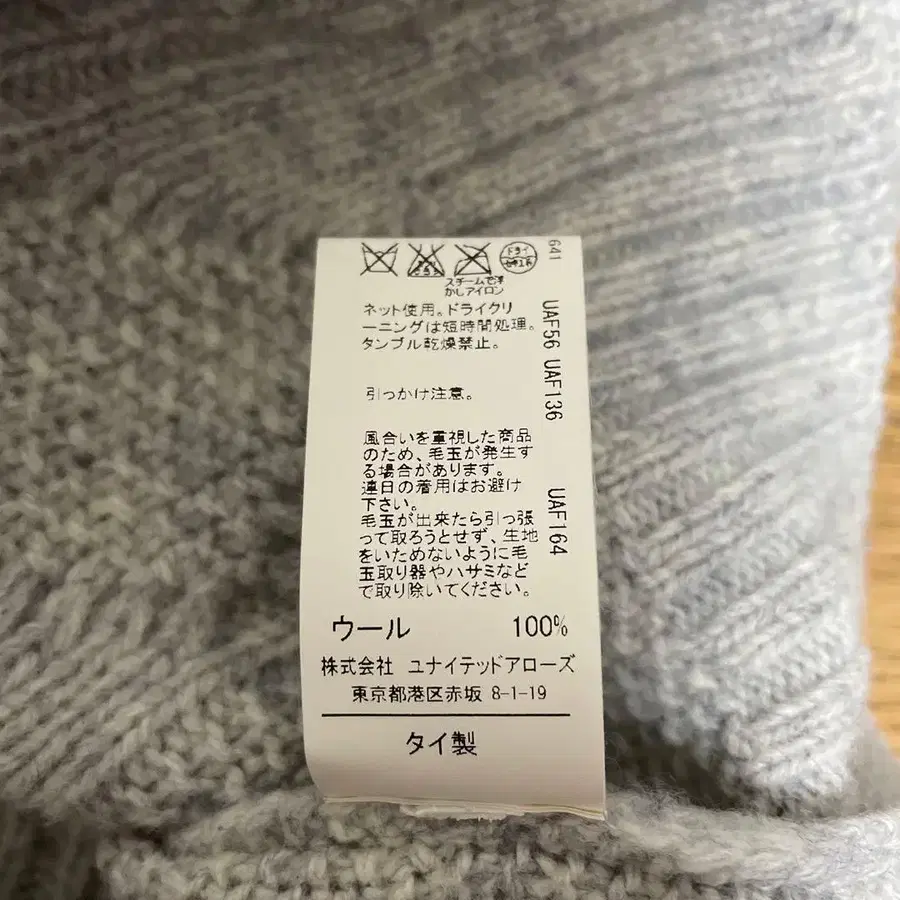 641
ドライ
スチームで浮
かしアイロン
ネット使用。ドライクリ
ーニングは短時間処理。
タンブル乾燥禁止。
引っかけ注意。
風合いを重視した商品
のため、毛玉が発生す
る場合があります。
連日の着用はお避け
下さい。
毛玉が出来たら引っ張
って取ろうとせず、生地
をいためないように毛
玉取り器やハサミなど
で取り除いてください。
UAF56 UAF136
UAF164
ウール 100%
株式会社 ユナイテッドアローズ
東京都港区赤坂 8-1-19
タイ製